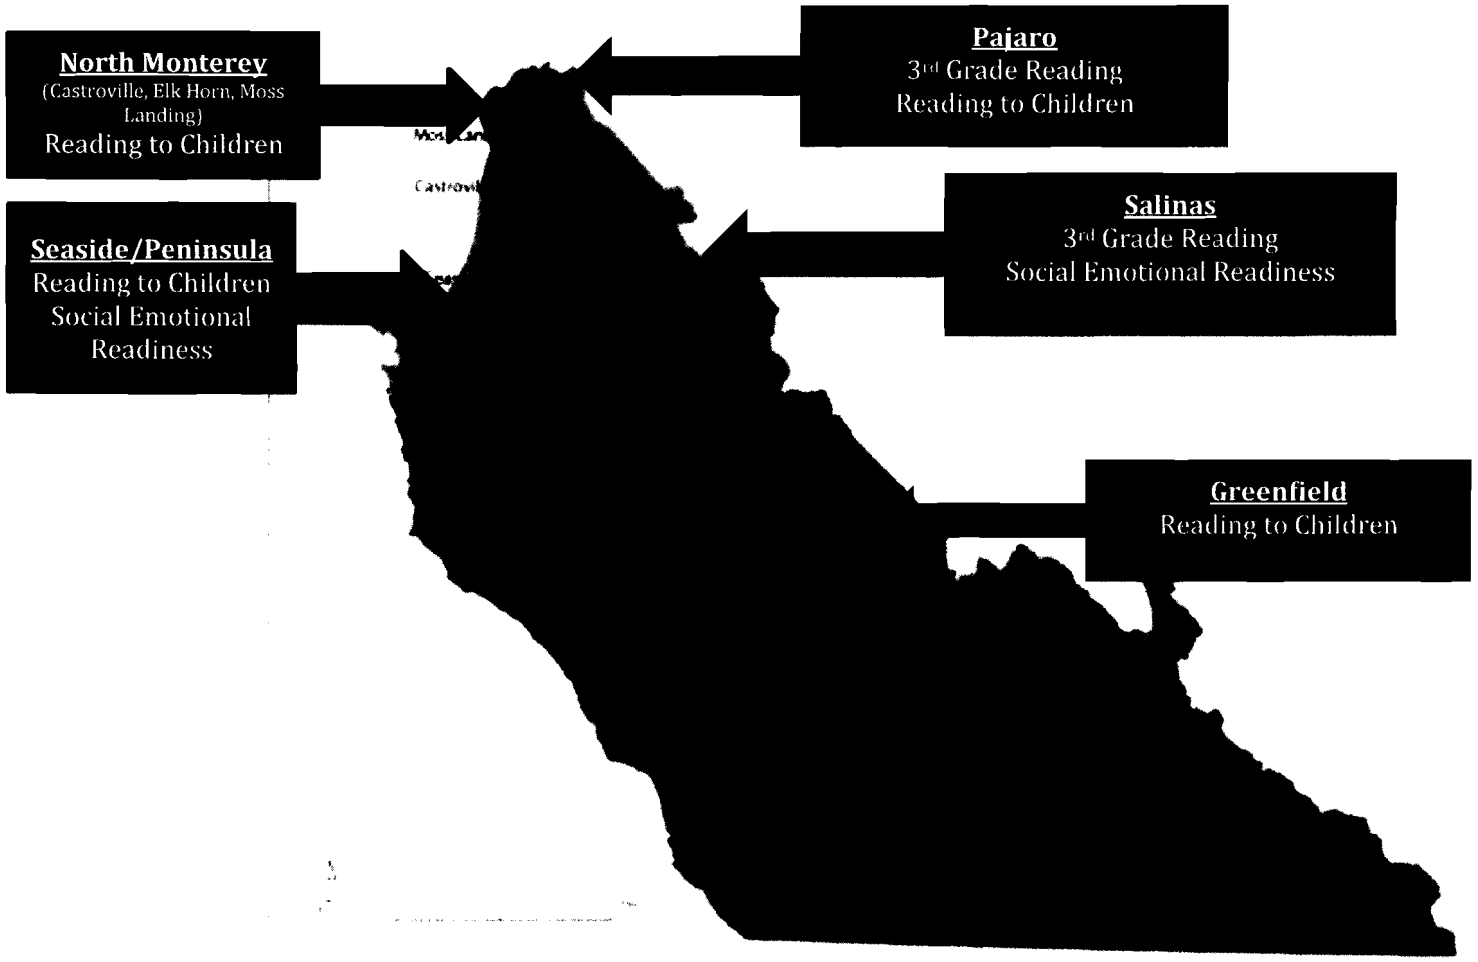 North Monterey
(Castroville, Elk Horn, Moss
Landing)
Reading to Children
Pajaro
3rd Grade Reading
Reading to Children
Castrovil
Salinas
3rd Grade Reading
Social Emotional Readiness
Seaside/Peninsula
Reading to Children
Social Emotional
Readiness
Greenfield
Reading to Children